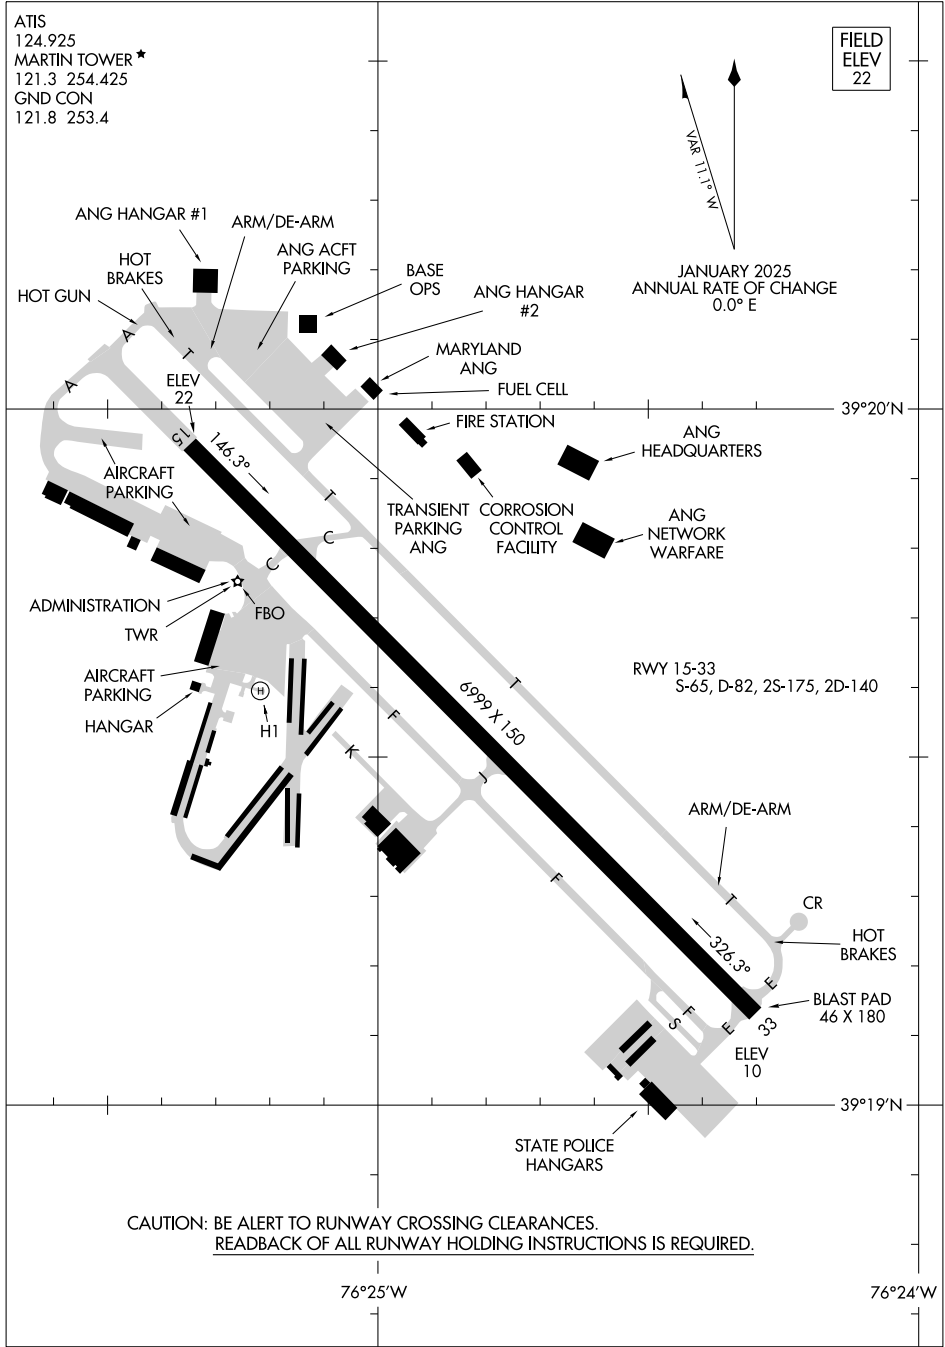 ATIS
124.925
MARTIN TOWER ★
121.3 254.425
GND CON
121.8 253.4
FIELD
ELEV
22
VAR 11.1° W
JANUARY 2025
ANNUAL RATE OF CHANGE
0.0° E
ANG HANGAR #1
ARM/DE-ARM
HOT
BRAKES
ANG ACFT
PARKING
HOT GUN
BASE
OPS
ANG HANGAR
#2
MARYLAND
ANG
FUEL CELL
A
A
T
ELEV
22
39°20'N
FIRE STATION
15
146.3°
ANG
HEADQUARTERS
AIRCRAFT
PARKING
T
TRANSIENT
PARKING
ANG
CORROSION
CONTROL
FACILITY
ANG
NETWORK
WARFARE
C
C
ADMINISTRATION
FBO
TWR
AIRCRAFT
PARKING
HANGAR
H
H1
RWY 15-33
S-65, D-82, 2S-175, 2D-140
T
6999 X 150
F
K
J
ARM/DE-ARM
F
T
CR
326.3°
HOT
BRAKES
E
BLAST PAD
46 X 180
F
S
E
33
ELEV
10
39°19'N
STATE POLICE
HANGARS
CAUTION: BE ALERT TO RUNWAY CROSSING CLEARANCES.
READBACK OF ALL RUNWAY HOLDING INSTRUCTIONS IS REQUIRED.
76°25'W
76°24'W